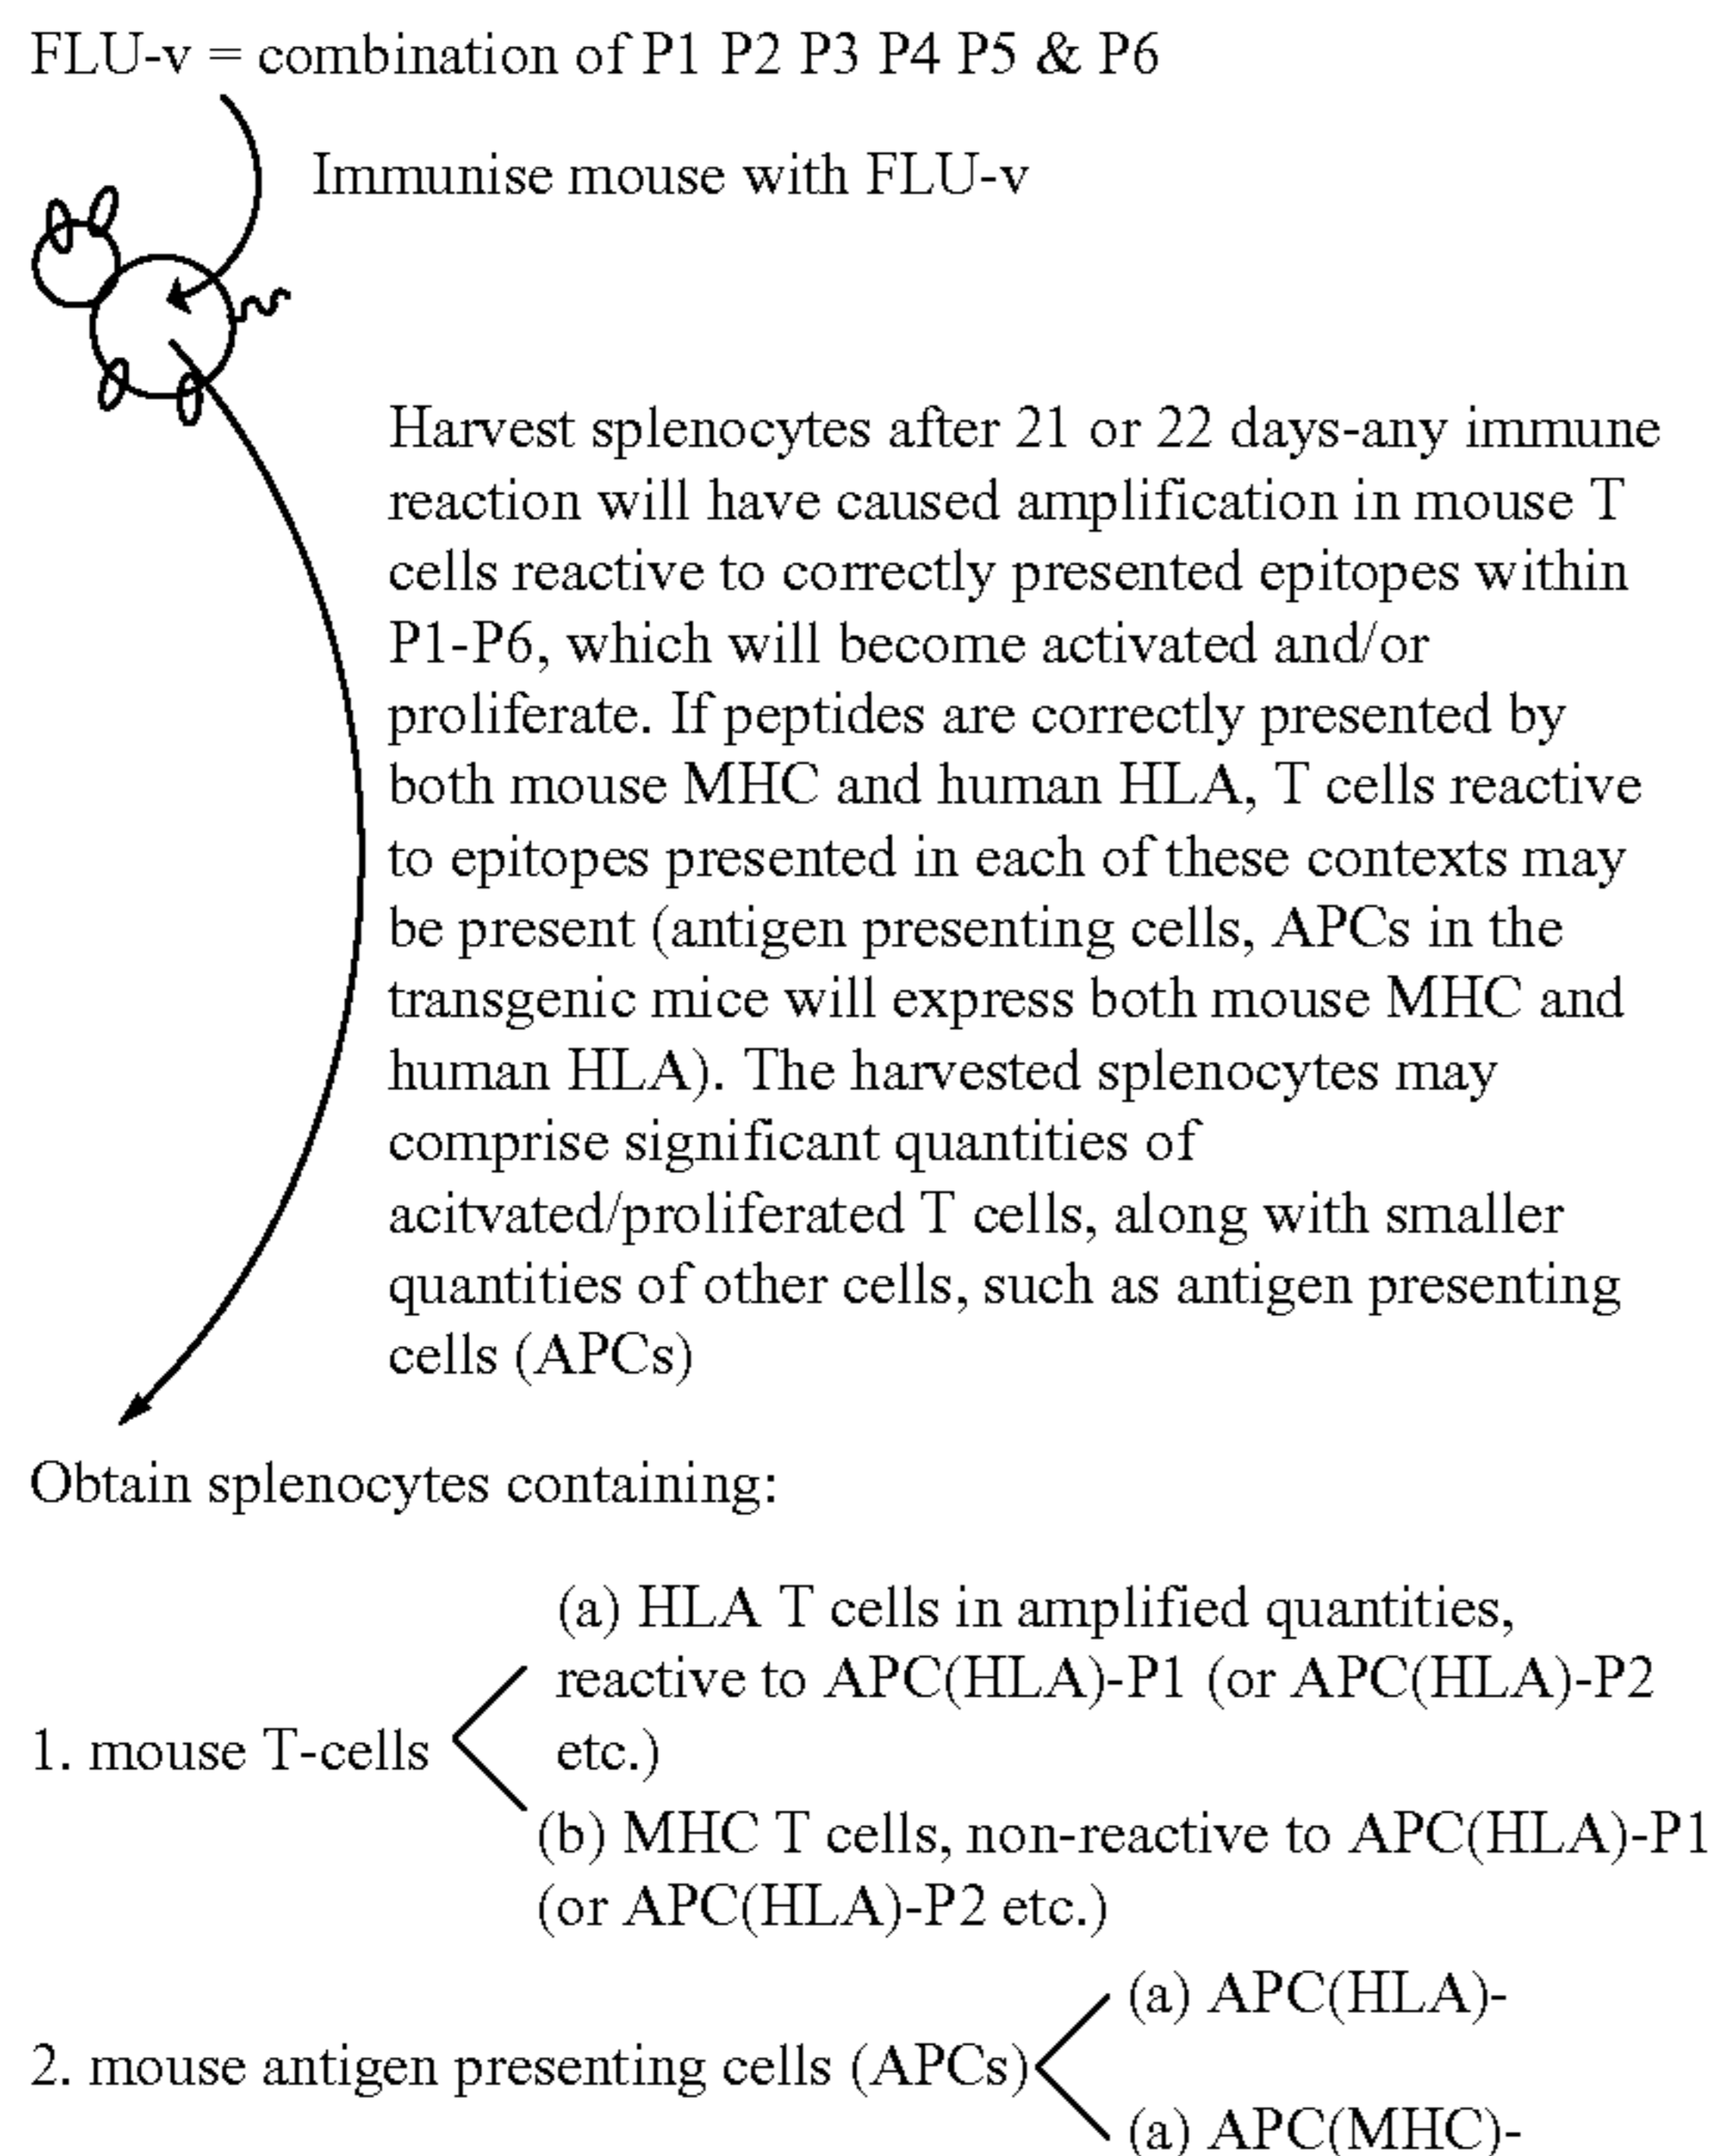 FLU-v = combination of P1 P2 P3 P4 P5 & P6
Immunise mouse with FLU-v
Harvest splenocytes after 21 or 22 days-any immune
reaction will have caused amplification in mouse T
cells reactive to correctly presented epitopes within
P1-P6, which will become activated and/or
proliferate. If peptides are correctly presented by
both mouse MHC and human HLA, T cells reactive
to epitopes presented in each of these contexts may
be present (antigen presenting cells, APCs in the
transgenic mice will express both mouse MHC and
human HLA). The harvested splenocytes may
comprise significant quantities of
acitvated/proliferated T cells, along with smaller
quantities of other cells, such as antigen presenting
cells (APCs)
Obtain splenocytes containing:
(a) HLA T cells in amplified quantities,
reactive to APC(HLA)-P1 (or APC(HLA)-P2
1. mouse T-cells etc.)
(b) MHC T cells, non-reactive to APC(HLA)-P1
(or APC(HLA)-P2 etc.)
(a) APC(HLA)-
2. mouse antigen presenting cells (APCs)
(a) APC(MHC)-